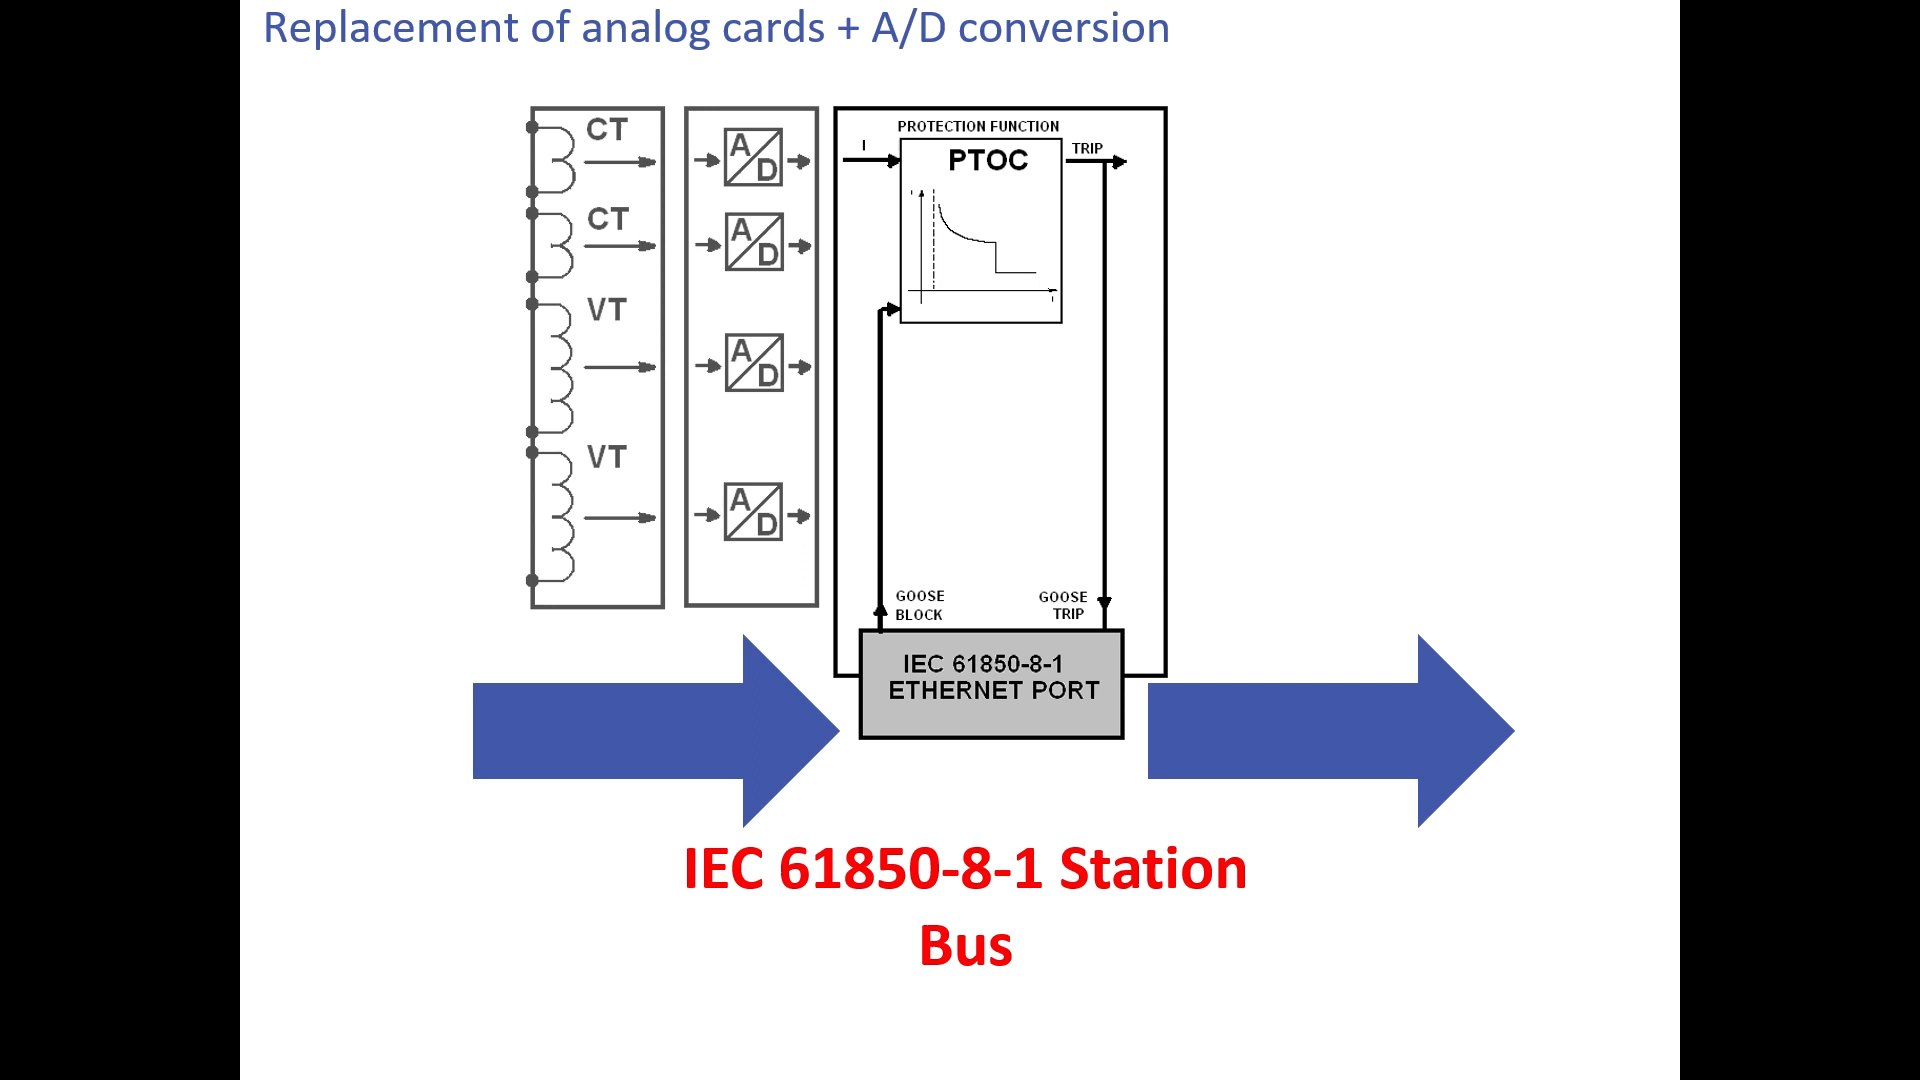 Replacement of analog cards + A/D conversion
CT
CT
VT
VT
A/D
A/D
A/D
A/D
PROTECTION FUNCTION
I
PTOC
TRIP
GOOSE
BLOCK
GOOSE
TRIP
IEC 61850-8-1
ETHERNET PORT
IEC 61850-8-1 Station
Bus